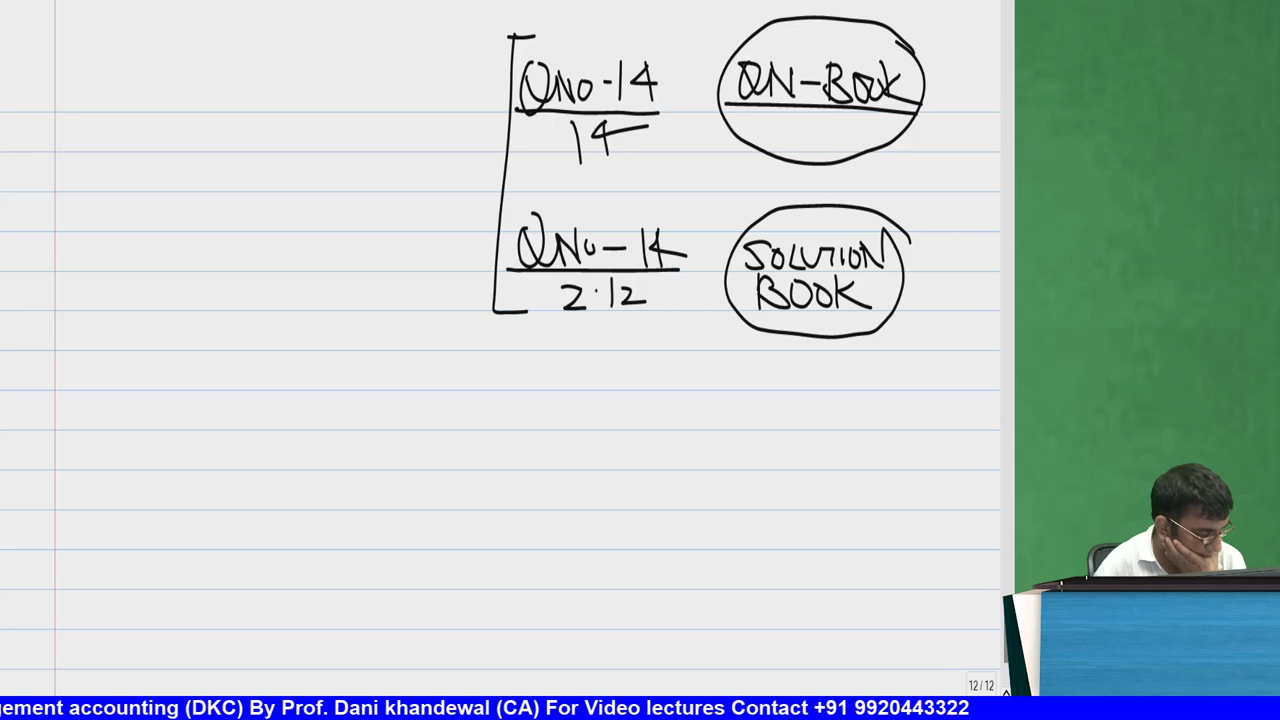 QNo-14 QN-BOOK
14
QNo-14 SOLUTION
2.12 BOOK
12/12
gement accounting (DKC) By Prof. Dani khandewal (CA) For Video lectures Contact +91 9920443322